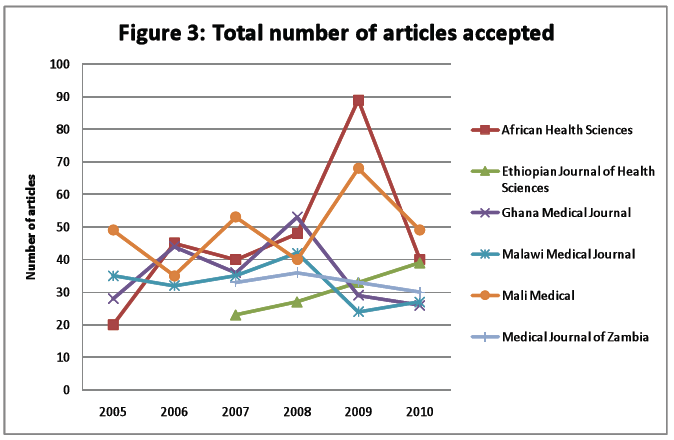 Figure 3: Total number of articles accepted
Number of articles
100
90
80
70
60
50
40
30
20
10
0
2005 2006 2007 2008 2009 2010
African Health Sciences
Ethiopian Journal of Health
Sciences
Ghana Medical Journal
Malawi Medical Journal
Mali Medical
Medical Journal of Zambia